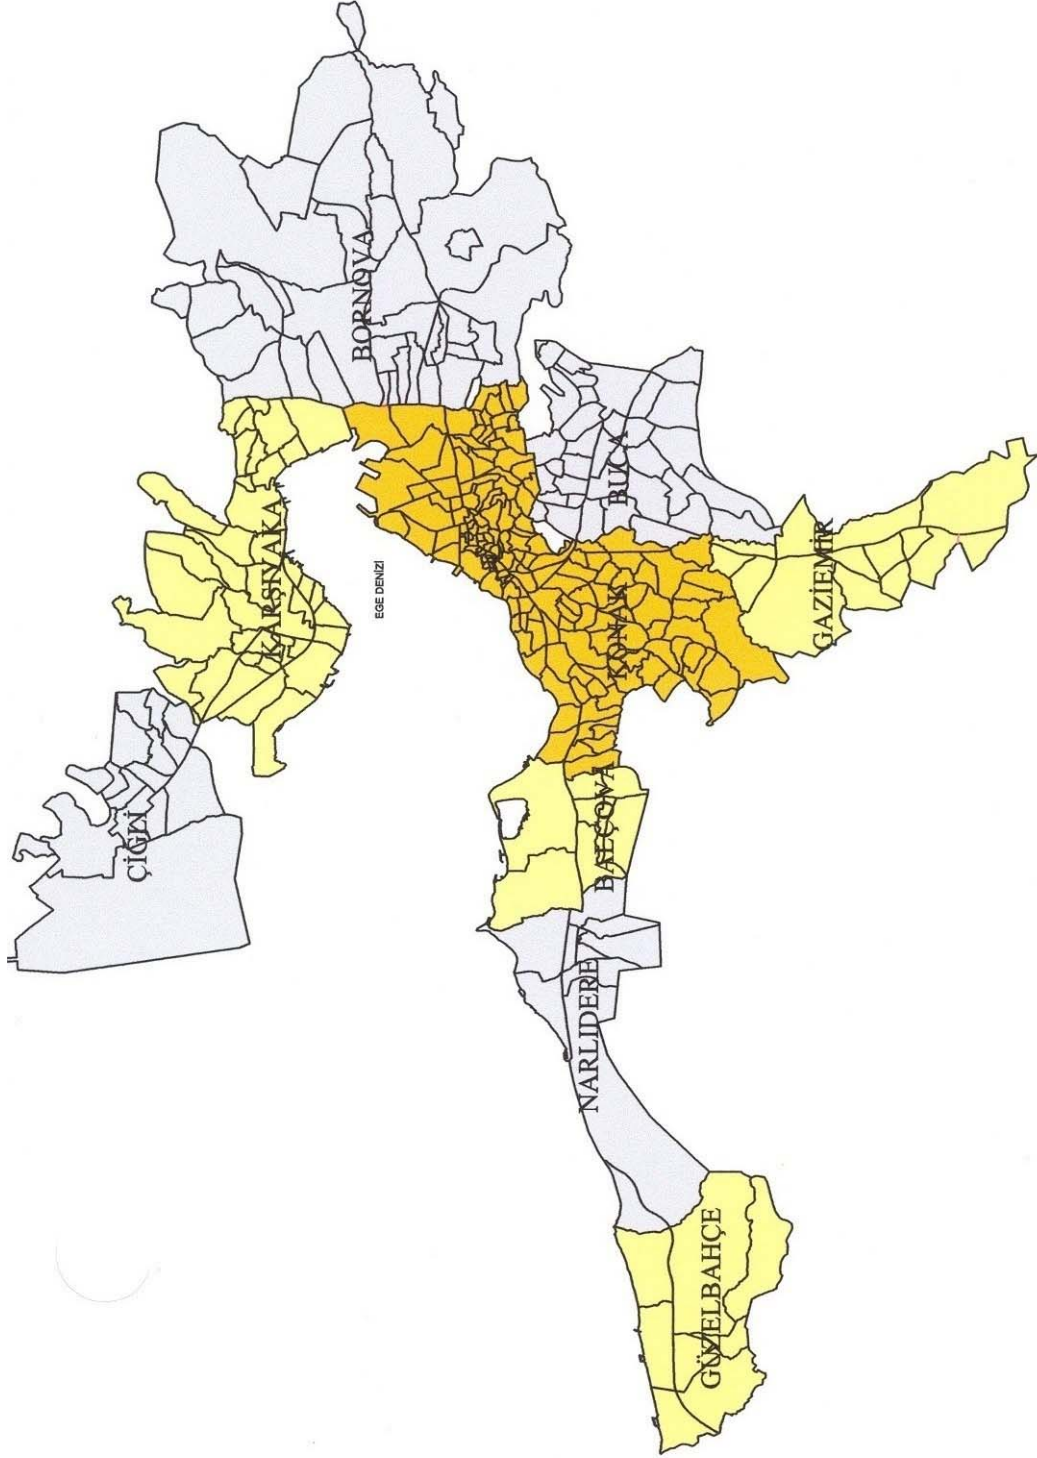 ÇİĞLİ
KARŞIYAKA
BORNOVA
EGE DENİZİ
NARLIDERE
BALÇOVA
KONAK
BUCA
GÜZELBAHÇE
GAZİEMİR